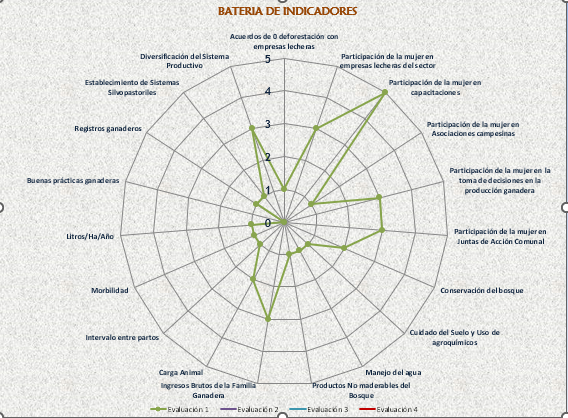 BATERIA DE INDICADORES
Acuerdos de 0 deforestación con
empresas lecheras
Participación de la mujer en
empresas lecheras del sector
Participación de la mujer en
capacitaciones
Participación de la mujer en
Asociaciones campesinas
Participación de la mujer en la
toma de decisiones en la
producción ganadera
Participación de la mujer en
Juntas de Acción Comunal
Conservación del bosque
Cuidado del Suelo y Uso de
agroquímicos
Manejo del agua
Productos No maderables del
Bosque
Ingresos Brutos de la Familia
Ganadera
Carga Animal
Intervalo entre partos
Morbilidad
Litros/Ha/Año
Buenas prácticas ganaderas
Registros ganaderos
Establecimiento de Sistemas
Silvopastoriles
Diversificación del Sistema
Productivo
5
4
3
2
1
0
Evaluación 1
Evaluación 2
Evaluación 3
Evaluación 4